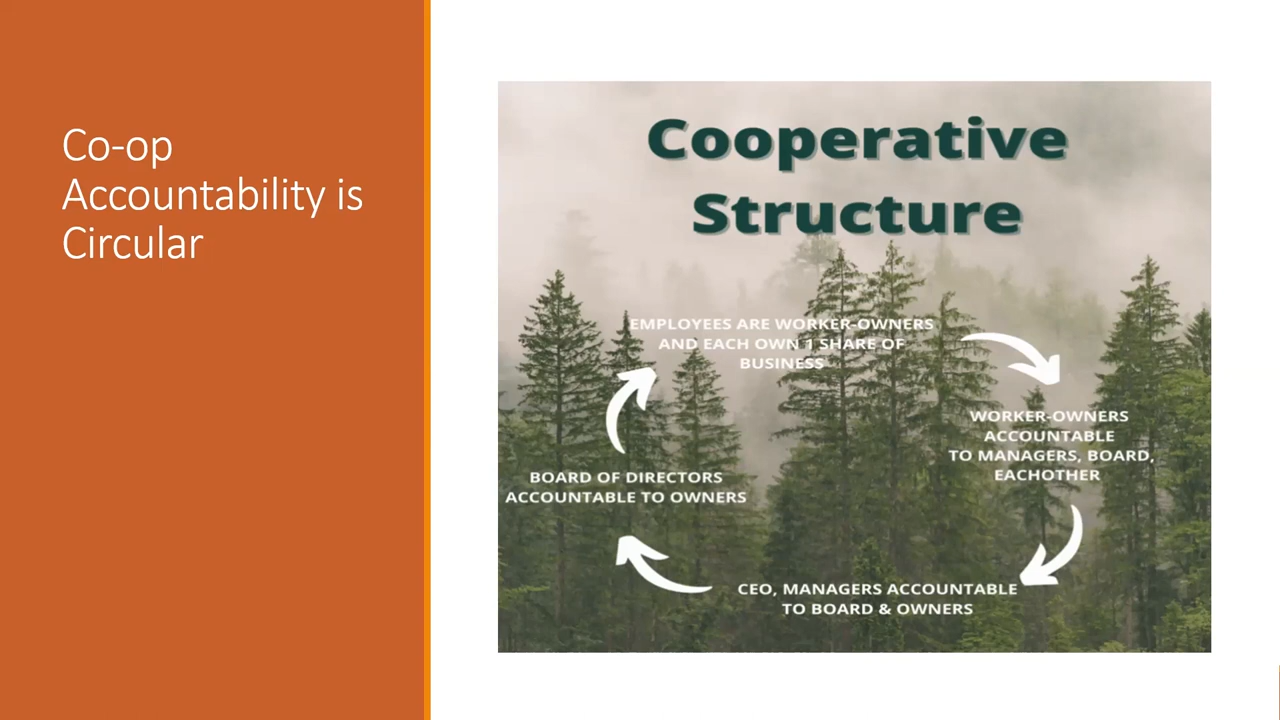 Co-op
Accountability is
Circular
Cooperative
Structure
EMPLOYEES ARE WORKER-OWNERS
AND EACH OWN 1 SHARE OF
BUSINESS
WORKER-OWNERS
ACCOUNTABLE
TO MANAGERS, BOARD,
EACHOTHER
CEO, MANAGERS ACCOUNTABLE
TO BOARD & OWNERS
BOARD OF DIRECTORS
ACCOUNTABLE TO OWNERS